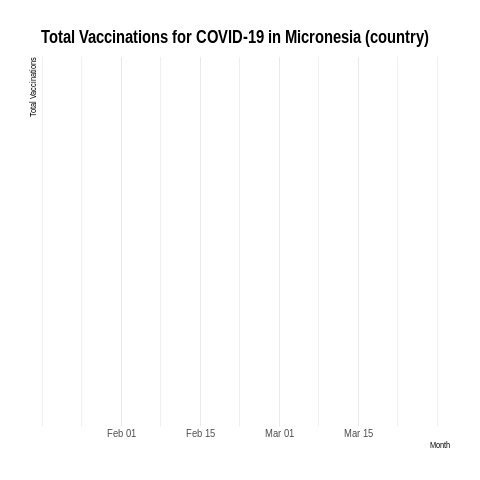 Total Vaccinations for COVID-19 in Micronesia (country)
Total Vaccinations
Feb 01 Feb 15 Mar 01 Mar 15
Month